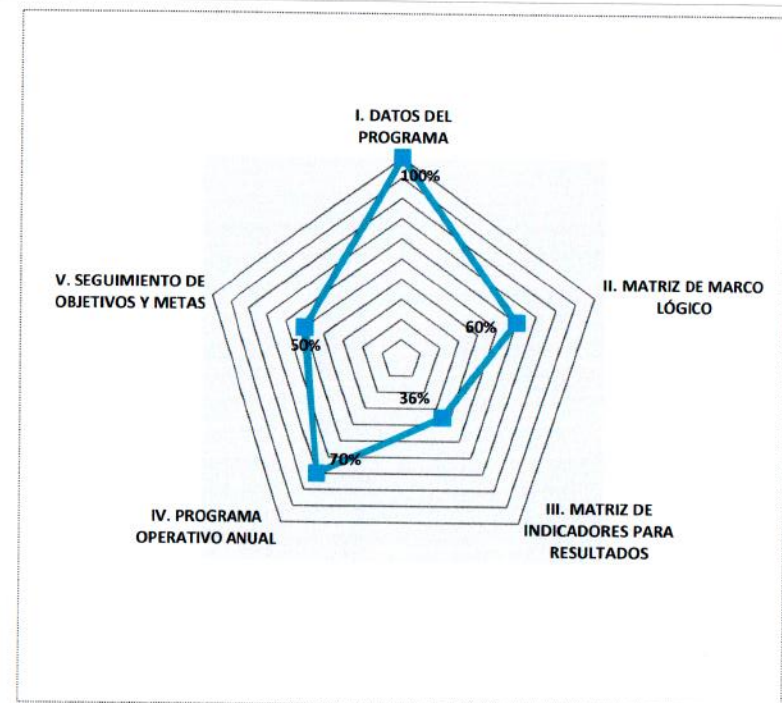 I. DATOS DEL
PROGRAMA
100%
II. MATRIZ DE MARCO
LÓGICO
60%
III. MATRIZ DE
INDICADORES PARA
RESULTADOS
36%
IV. PROGRAMA
OPERATIVO ANUAL
70%
V. SEGUIMIENTO DE
OBJETIVOS Y METAS
50%